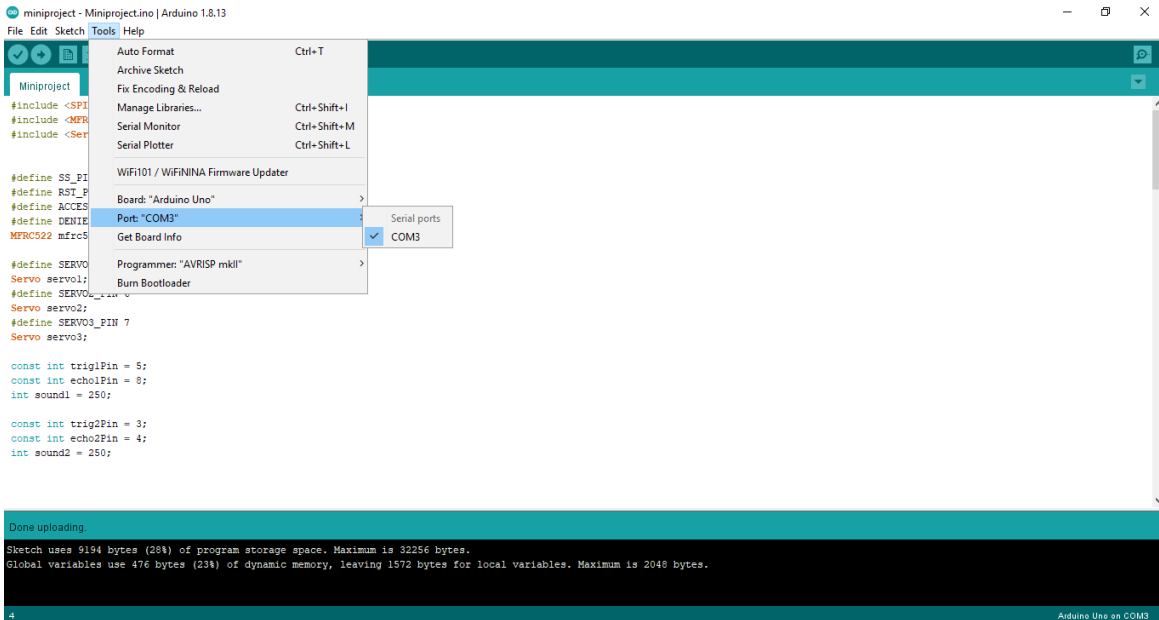 miniproject - Miniproject.ino | Arduino 1.8.13
File Edit Sketch Tools Help
Auto Format Ctrl+T
Archive Sketch
Fix Encoding & Reload
Manage Libraries... Ctrl+Shift+I
Serial Monitor Ctrl+Shift+M
Serial Plotter Ctrl+Shift+L
WiFi101 / WiFiNINA Firmware Updater
Board: "Arduino Uno"
Port: "COM3"
Get Board Info
Programmer: "AVRISP mkII"
Burn Bootloader
Serial ports
COM3
Miniproject
#include <SPI
#include <MFR
#include <Ser
#define SS_PI
#define RST_P
#define ACCES
#define DENIE
MFRC522 mfrc5
#define SERVO
Servo servo1;
#define SERVO2_PIN 6
Servo servo2;
#define SERVO3_PIN 7
Servo servo3;
const int trig1Pin = 5;
const int echo1Pin = 8;
int sound1 = 250;
const int trig2Pin = 3;
const int echo2Pin = 4;
int sound2 = 250;
Done uploading.
Sketch uses 9194 bytes (28%) of program storage space. Maximum is 32256 bytes.
Global variables use 476 bytes (23%) of dynamic memory, leaving 1572 bytes for local variables. Maximum is 2048 bytes.
4
Arduino Uno on COM3